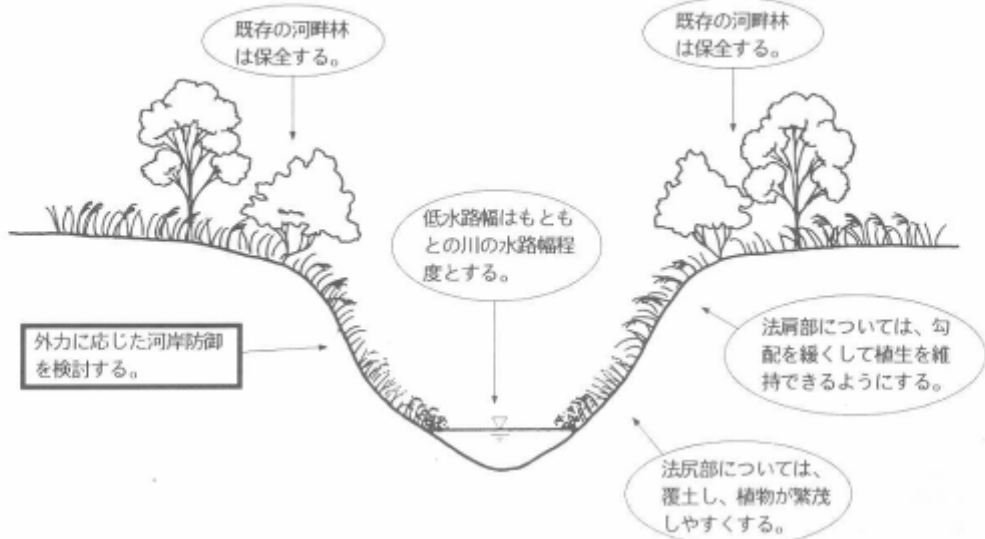 既存の河畔林
は保全する。
既存の河畔林
は保全する。
低水路幅はもとも
との川の水路幅程
度とする。
外力に応じた河岸防御
を検討する。
法肩部については、勾
配を緩くして植生を維
持できるようにする。
法尻部については、
覆土し、植物が繁茂
しやすくする。